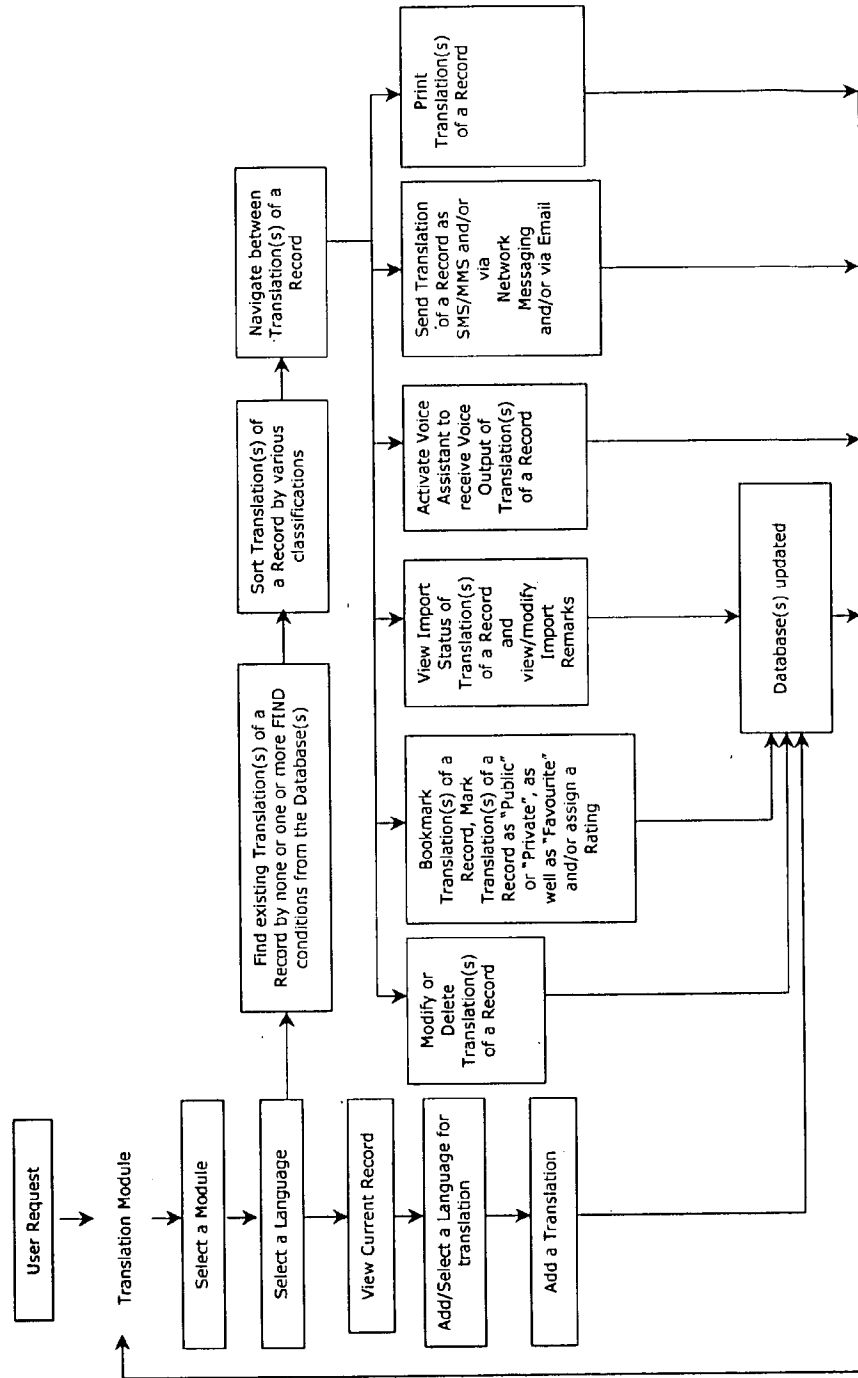 User Request
Translation Module
Select a Module
Select a Language
View Current Record
Add/Select a Language for
translation
Add a Translation
Find existing Translation(s) of a
Record by none or one or more FIND
conditions from the Database(s)
Sort Translation(s) of
a Record by various
classifications
Navigate between
Translation(s) of a
Record
Modify or
Delete
Translation(s)
of a Record
Bookmark
Translation(s) of a
Record, Mark
Translation(s) of a
Record as "Public"
or "Private", as
well as "Favourite"
and/or assign a
Rating
View Import
Status of
Translation(s)
of a Record
and
view/modify
Import
Remarks
Activate Voice
Assistant to
receive Voice
Output of
Translation(s)
of a Record
Send Translation
of a Record as
SMS/MMS and/or
via
Network
Messaging
and/or via Email
Print
Translation(s)
of a Record
Database(s) updated